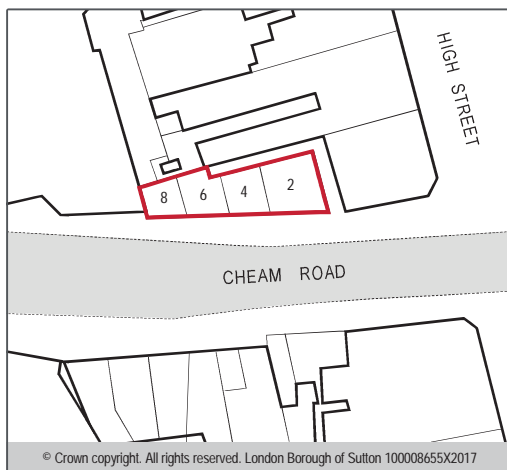 HIGH STREET
8 6 4 2
CHEAM ROAD
© Crown copyright. All rights reserved. London Borough of Sutton 100008655X2017